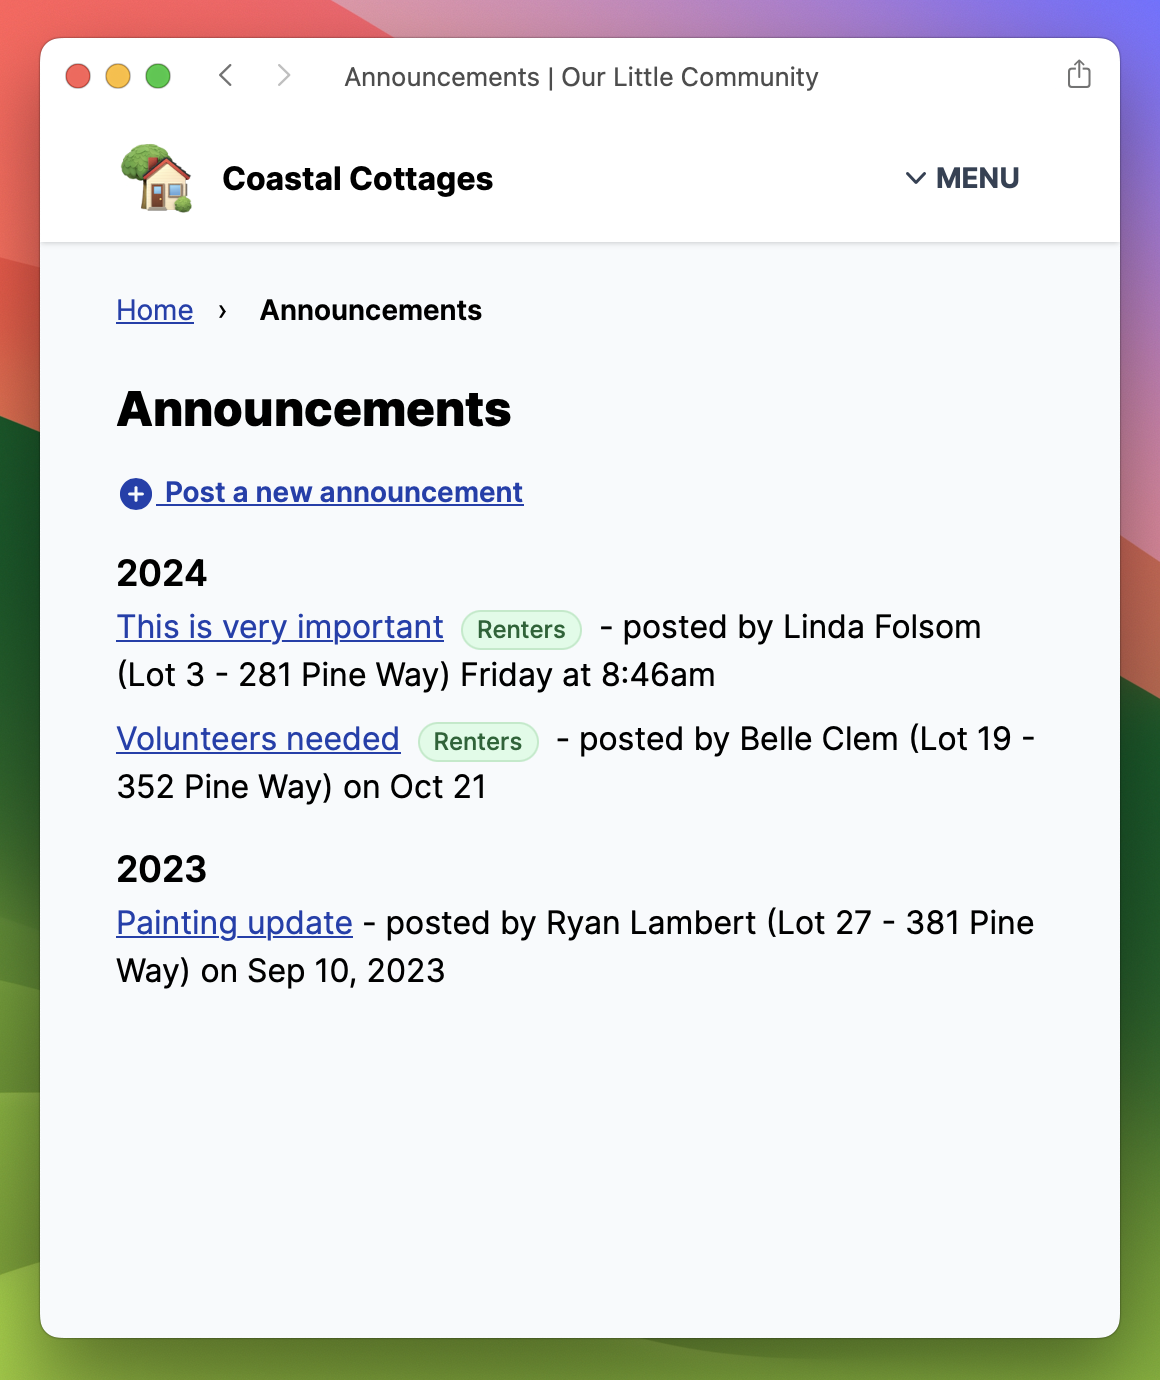 Announcements | Our Little Community
Coastal Cottages
MENU
Home › Announcements
Announcements
Post a new announcement
2024
This is very important Renters - posted by Linda Folsom
(Lot 3 - 281 Pine Way) Friday at 8:46am
Volunteers needed Renters - posted by Belle Clem (Lot 19 -
352 Pine Way) on Oct 21
2023
Painting update - posted by Ryan Lambert (Lot 27 - 381 Pine
Way) on Sep 10, 2023